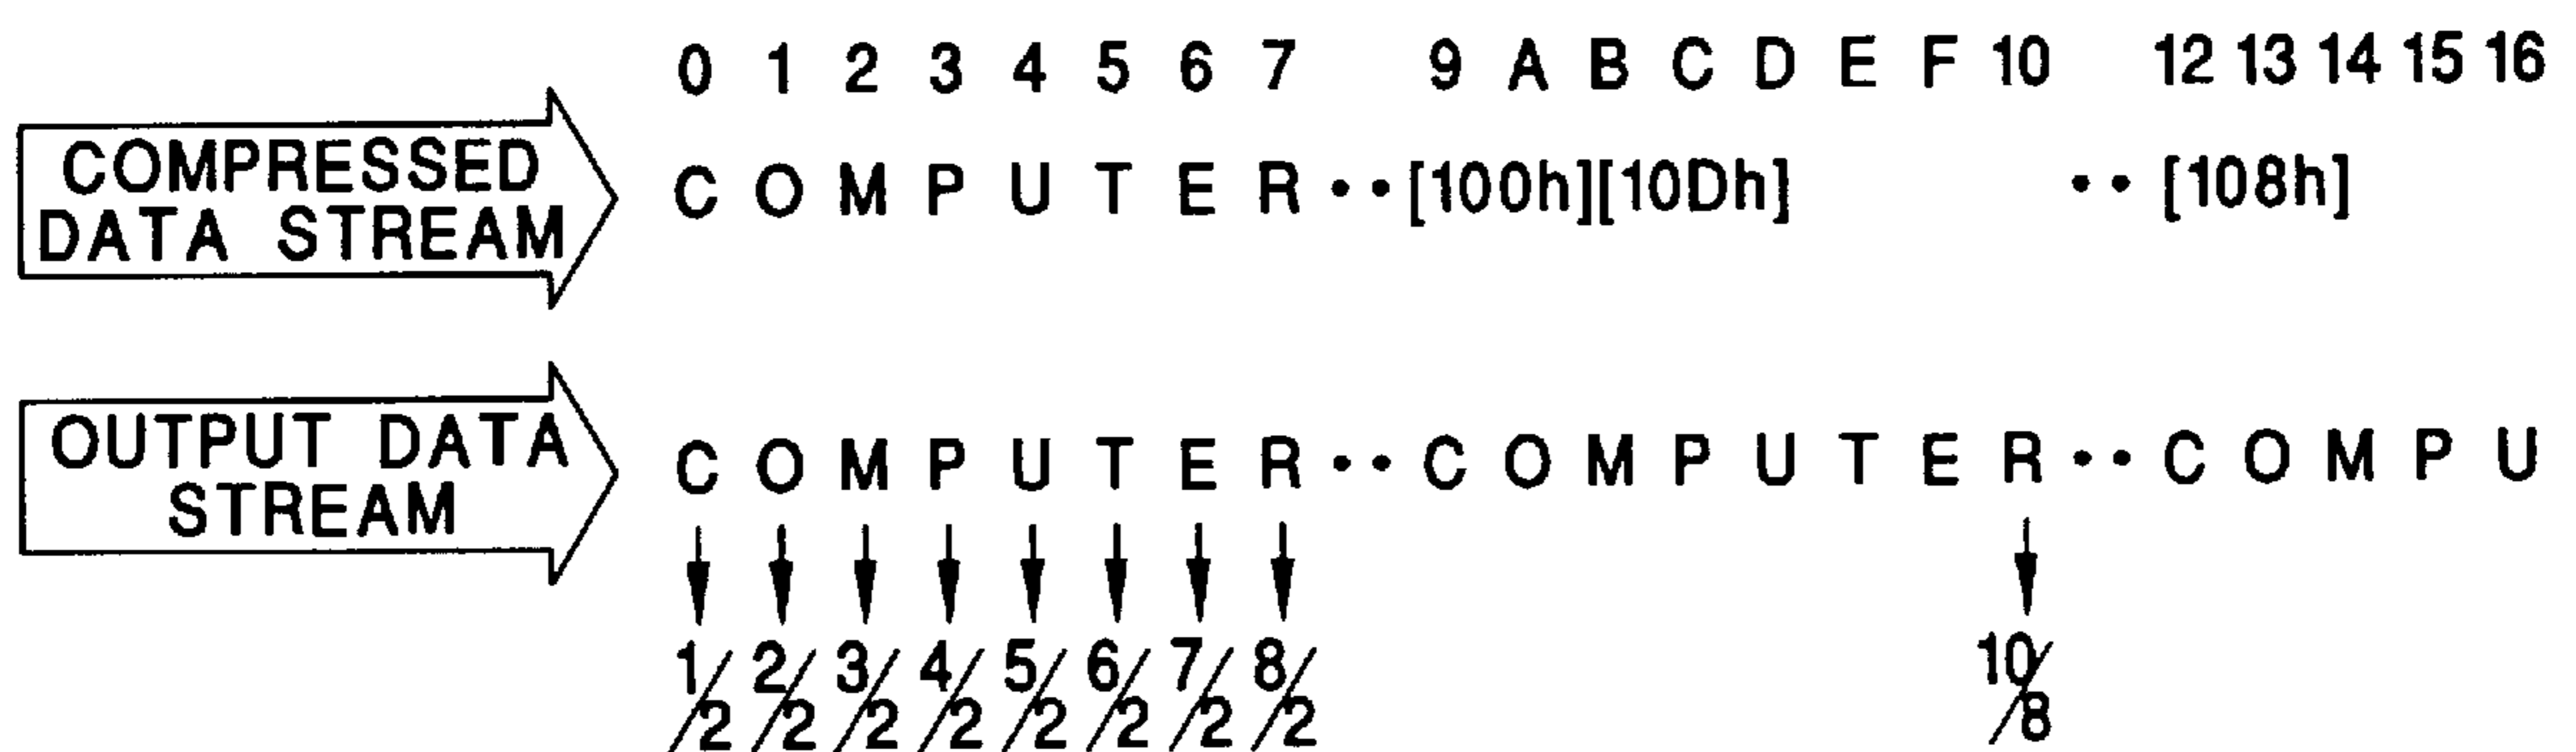 0 1 2 3 4 5 6 7 9 A B C D E F 10 12 13 14 15 16
COMPRESSED
DATA STREAM
C O M P U T E R • • [100h][10Dh] • • [108h]
OUTPUT DATA
STREAM
C O M P U T E R • • C O M P U T E R • • C O M P U
1/2 2/2 3/2 4/2 5/2 6/2 7/2 8/2 10/8